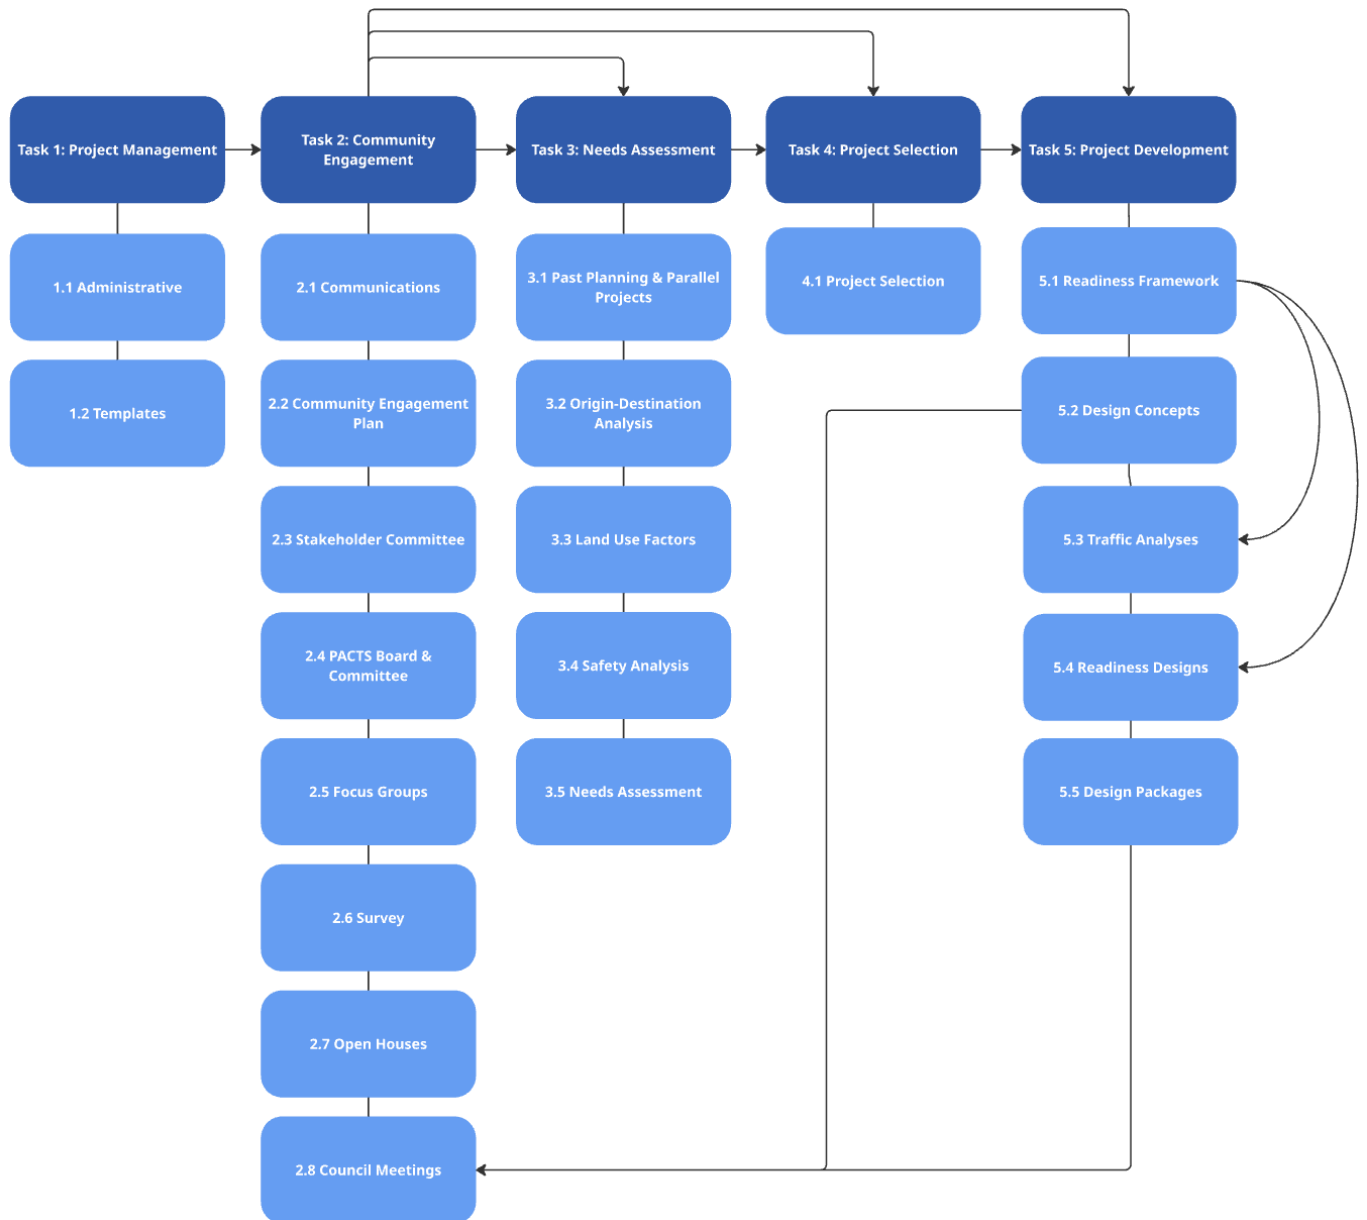 Task 1: Project Management
Task 2: Community
Engagement
Task 3: Needs Assessment
Task 4: Project Selection
Task 5: Project Development
1.1 Administrative
1.2 Templates
2.1 Communications
2.2 Community Engagement
Plan
2.3 Stakeholder Committee
2.4 PACTS Board &
Committee
2.5 Focus Groups
2.6 Survey
2.7 Open Houses
2.8 Council Meetings
3.1 Past Planning & Parallel
Projects
3.2 Origin-Destination
Analysis
3.3 Land Use Factors
3.4 Safety Analysis
3.5 Needs Assessment
4.1 Project Selection
5.1 Readiness Framework
5.2 Design Concepts
5.3 Traffic Analyses
5.4 Readiness Designs
5.5 Design Packages